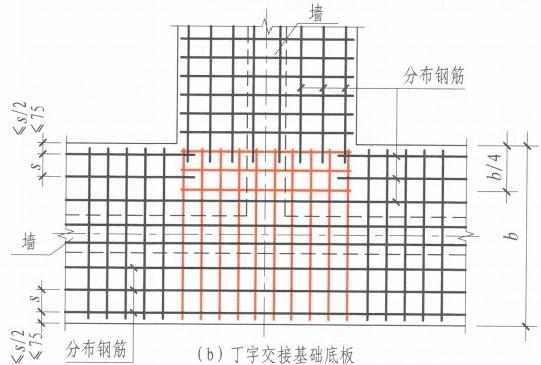 墙
分布钢筋
≤s/2
≤75
s
s
b/4
b
墙
s
≤s/2
≤75
分布钢筋
(b) 丁字交接基础底板